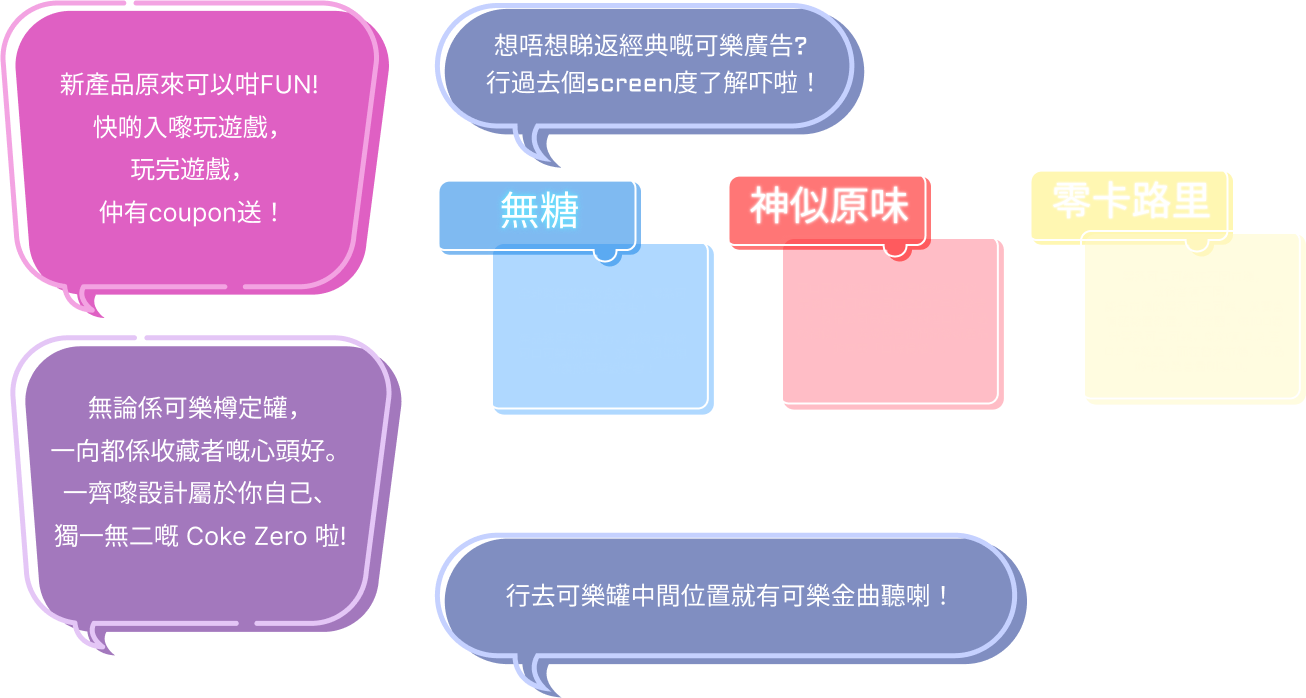 新產品原來可以咁FUN!
快啲入嚟玩遊戲，
玩完遊戲，
仲有coupon送！
想唔想睇返經典嘅可樂廣告?
行過去個screen度了解吓啦！
無糖
神似原味
零卡路里
無論係可樂樽定罐，
一向都係收藏者嘅心頭好。
一齊嚟設計屬於你自己、
獨一無二嘅 Coke Zero 啦!
行去可樂罐中間位置就有可樂金曲聽喇！